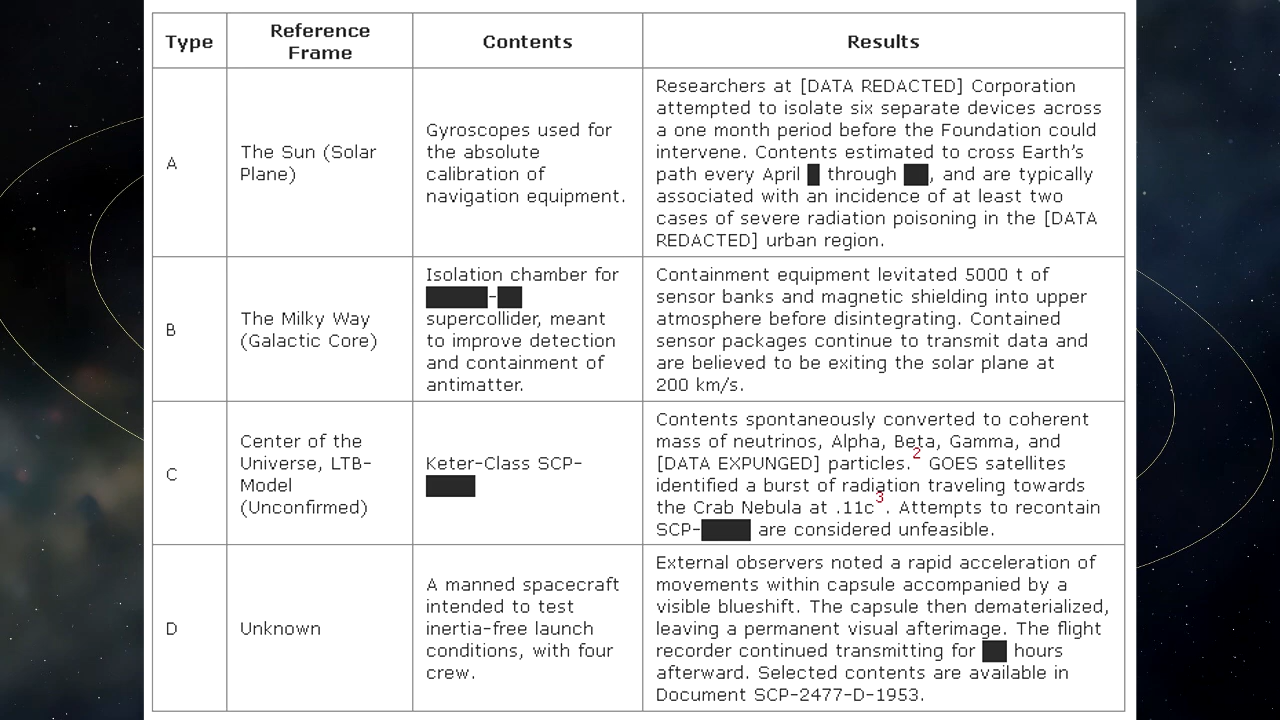 Type
Reference
Frame
Contents
Results
A
The Sun (Solar
Plane)
Gyroscopes used for
the absolute
calibration of
navigation equipment.
Researchers at [DATA REDACTED] Corporation
attempted to isolate six separate devices across
a one month period before the Foundation could
intervene. Contents estimated to cross Earth's
path every April █ through ██, and are typically
associated with an incidence of at least two
cases of severe radiation poisoning in the [DATA
REDACTED] urban region.
B
The Milky Way
(Galactic Core)
Isolation chamber for
█████-██
supercollider, meant
to improve detection
and containment of
antimatter.
Containment equipment levitated 5000 t of
sensor banks and magnetic shielding into upper
atmosphere before disintegrating. Contained
sensor packages continue to transmit data and
are believed to be exiting the solar plane at
200 km/s.
C
Center of the
Universe, LTB-
Model
(Unconfirmed)
Keter-Class SCP-
████
Contents spontaneously converted to coherent
mass of neutrinos, Alpha, Beta, Gamma, and
[DATA EXPUNGED] particles.2 GOES satellites
identified a burst of radiation traveling towards
the Crab Nebula at .11c3. Attempts to recontain
SCP-████ are considered unfeasible.
D
Unknown
A manned spacecraft
intended to test
inertia-free launch
conditions, with four
crew.
External observers noted a rapid acceleration of
movements within capsule accompanied by a
visible blueshift. The capsule then dematerialized,
leaving a permanent visual afterimage. The flight
recorder continued transmitting for ██ hours
afterward. Selected contents are available in
Document SCP-2477-D-1953.